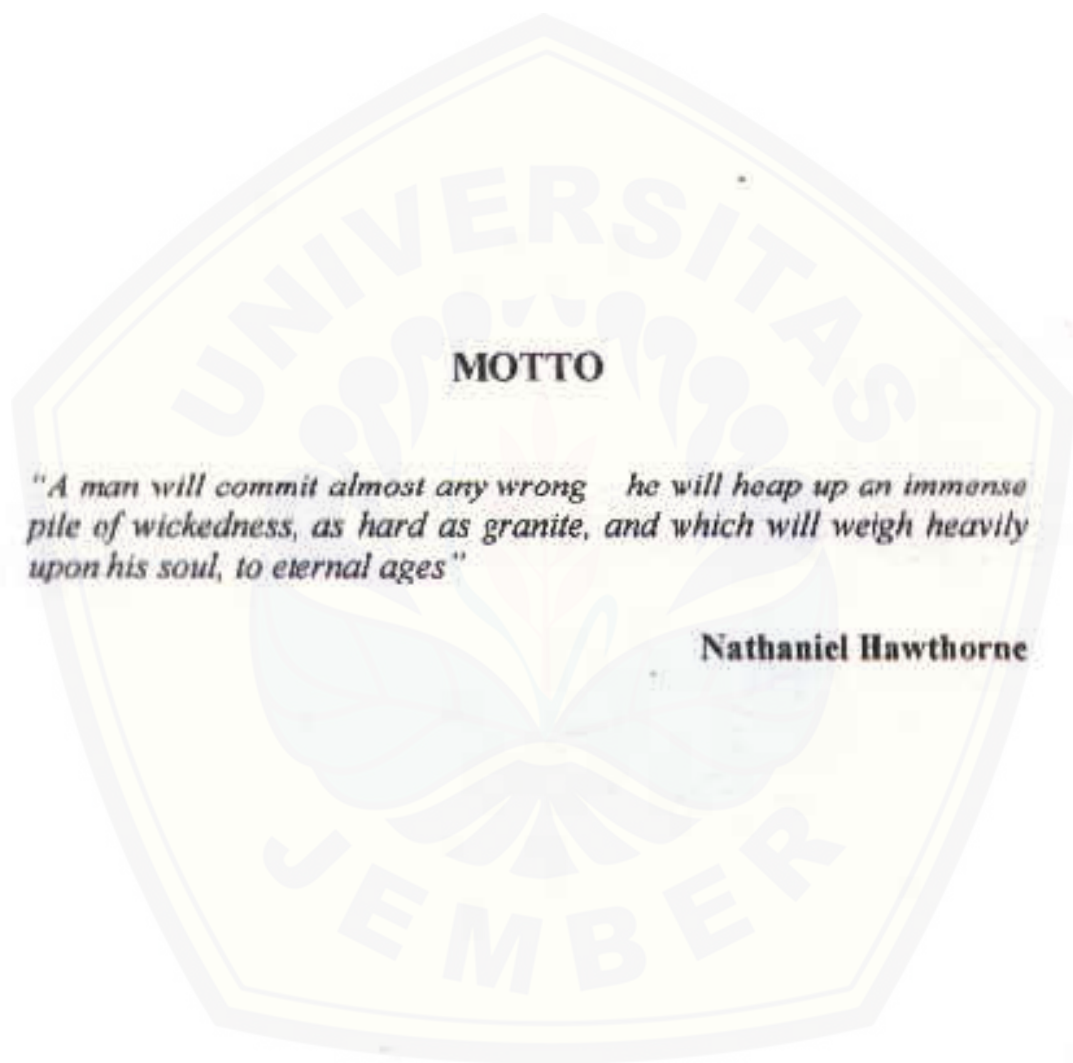 UNIVERSITAS
MOTTO
"A man will commit almost any wrong he will heap up an immense
pile of wickedness, as hard as granite, and which will weigh heavily
upon his soul, to eternal ages"
Nathaniel Hawthorne
JEMBER